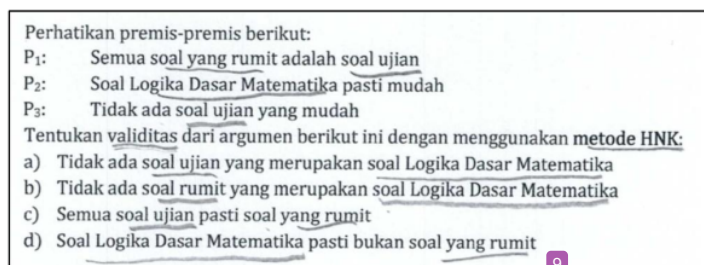 Perhatikan premis-premis berikut:
P₁: Semua soal yang rumit adalah soal ujian
P₂: Soal Logika Dasar Matematika pasti mudah
P₃: Tidak ada soal ujian yang mudah
Tentukan validitas dari argumen berikut ini dengan menggunakan metode HNK:
a) Tidak ada soal ujian yang merupakan soal Logika Dasar Matematika
b) Tidak ada soal rumit yang merupakan soal Logika Dasar Matematika
c) Semua soal ujian pasti soal yang rumit
d) Soal Logika Dasar Matematika pasti bukan soal yang rumit